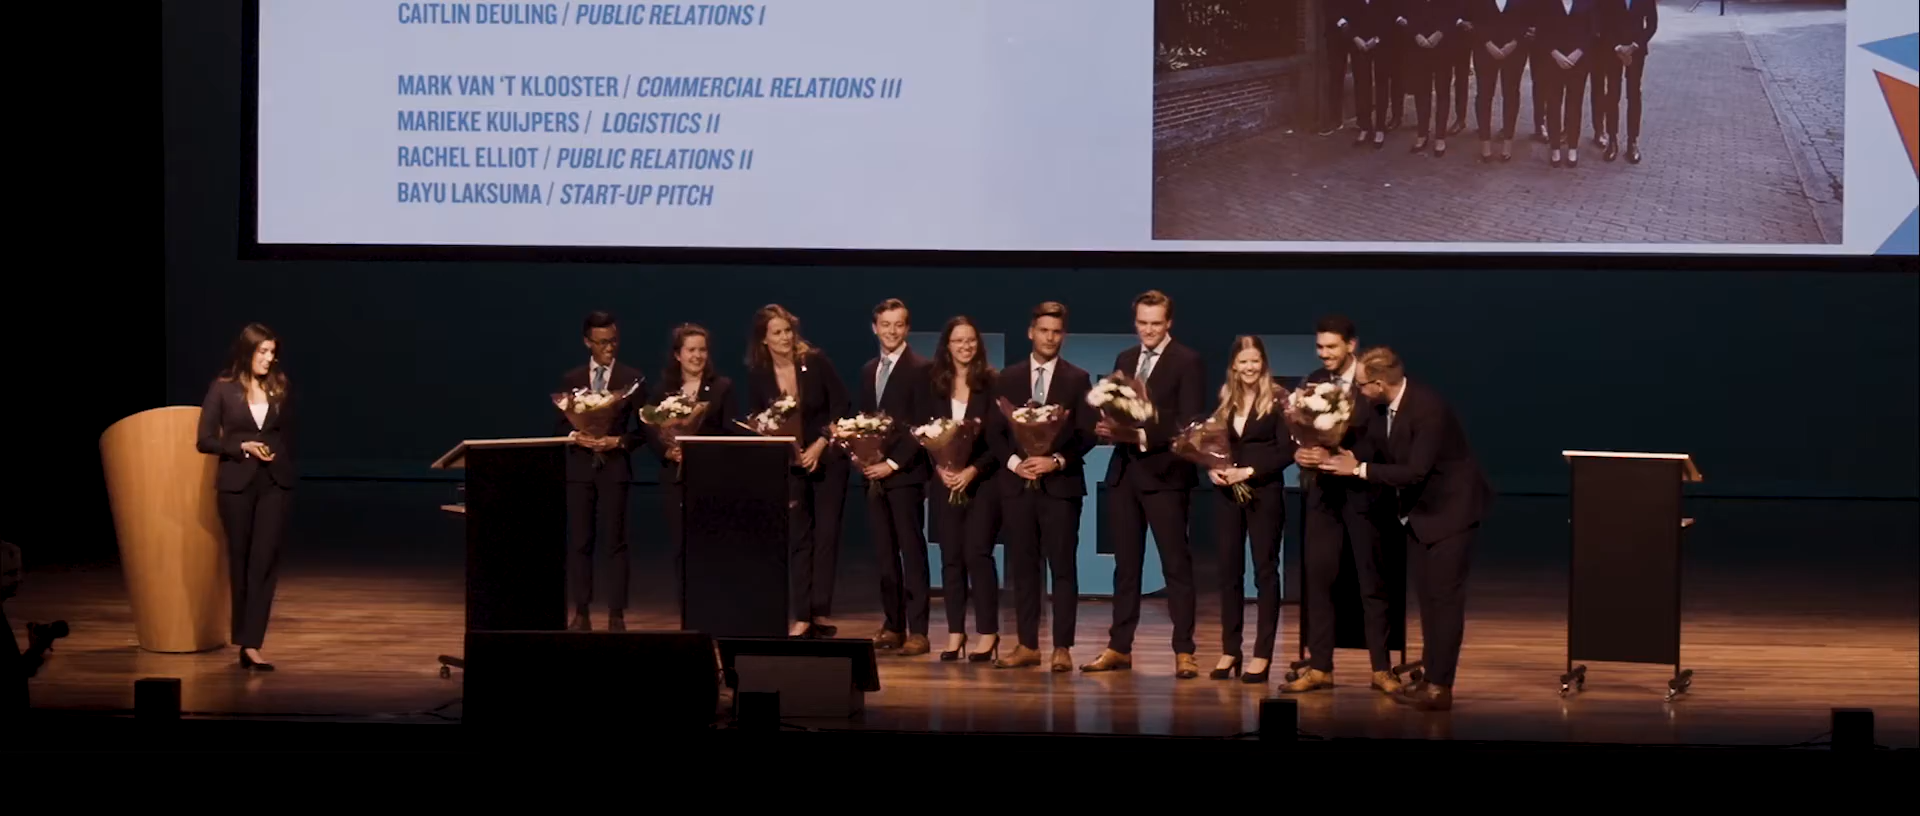 CAITLIN DEULING / PUBLIC RELATIONS I
MARK VAN 'T KLOOSTER / COMMERCIAL RELATIONS III
MARIEKE KUIJPERS / LOGISTICS II
RACHEL ELLIOT / PUBLIC RELATIONS II
BAYU LAKSUMA / START-UP PITCH